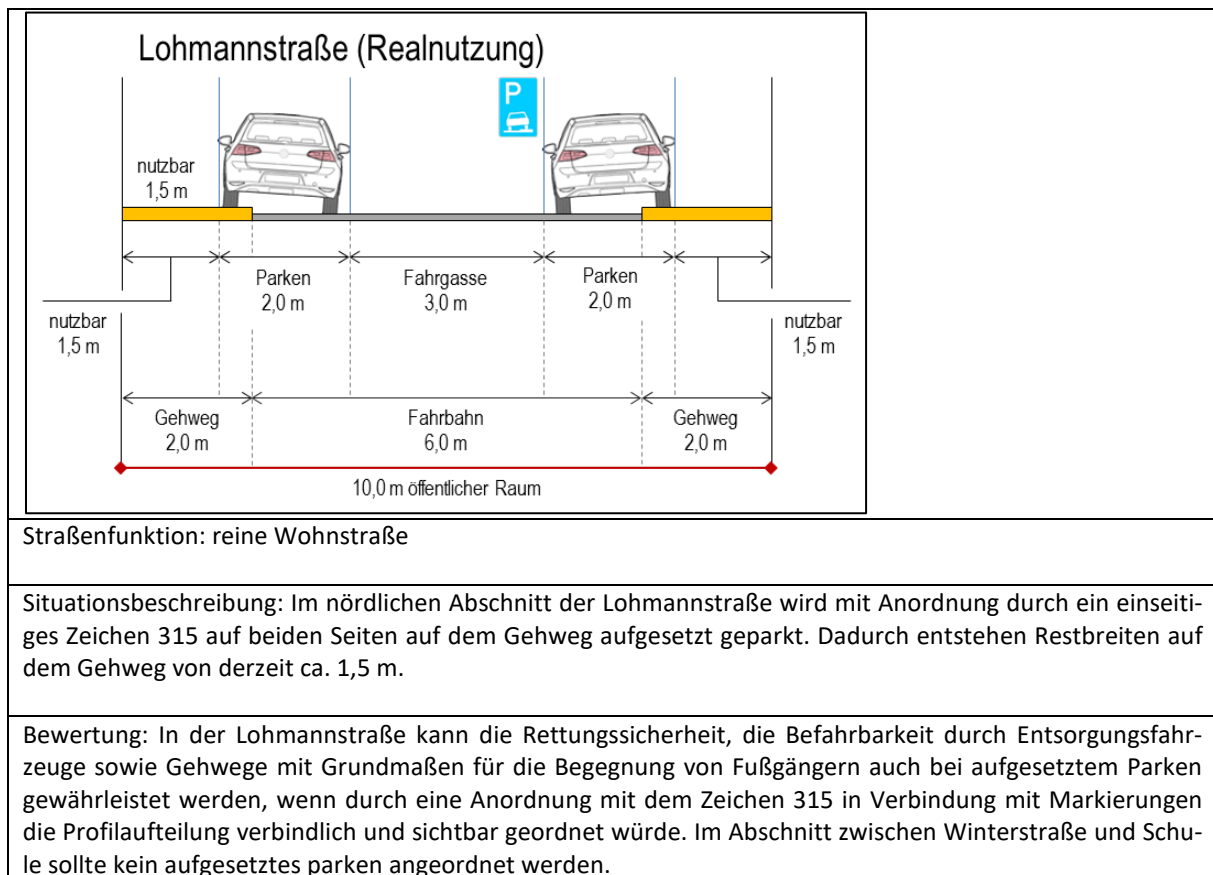 Lohmannstraße (Realnutzung)
P
nutzbar
1,5 m
Parken
2,0 m
Fahrgasse
3,0 m
Parken
2,0 m
nutzbar
1,5 m
nutzbar
1,5 m
Gehweg
2,0 m
Fahrbahn
6,0 m
Gehweg
2,0 m
10,0 m öffentlicher Raum
Straßenfunktion: reine Wohnstraße
Situationsbeschreibung: Im nördlichen Abschnitt der Lohmannstraße wird mit Anordnung durch ein einseiti-
ges Zeichen 315 auf beiden Seiten auf dem Gehweg aufgesetzt geparkt. Dadurch entstehen Restbreiten auf
dem Gehweg von derzeit ca. 1,5 m.
Bewertung: In der Lohmannstraße kann die Rettungssicherheit, die Befahrbarkeit durch Entsorgungsfahr-
zeuge sowie Gehwege mit Grundmaßen für die Begegnung von Fußgängern auch bei aufgesetztem Parken
gewährleistet werden, wenn durch eine Anordnung mit dem Zeichen 315 in Verbindung mit Markierungen
die Profilaufteilung verbindlich und sichtbar geordnet würde. Im Abschnitt zwischen Winterstraße und Schu-
le sollte kein aufgesetztes parken angeordnet werden.